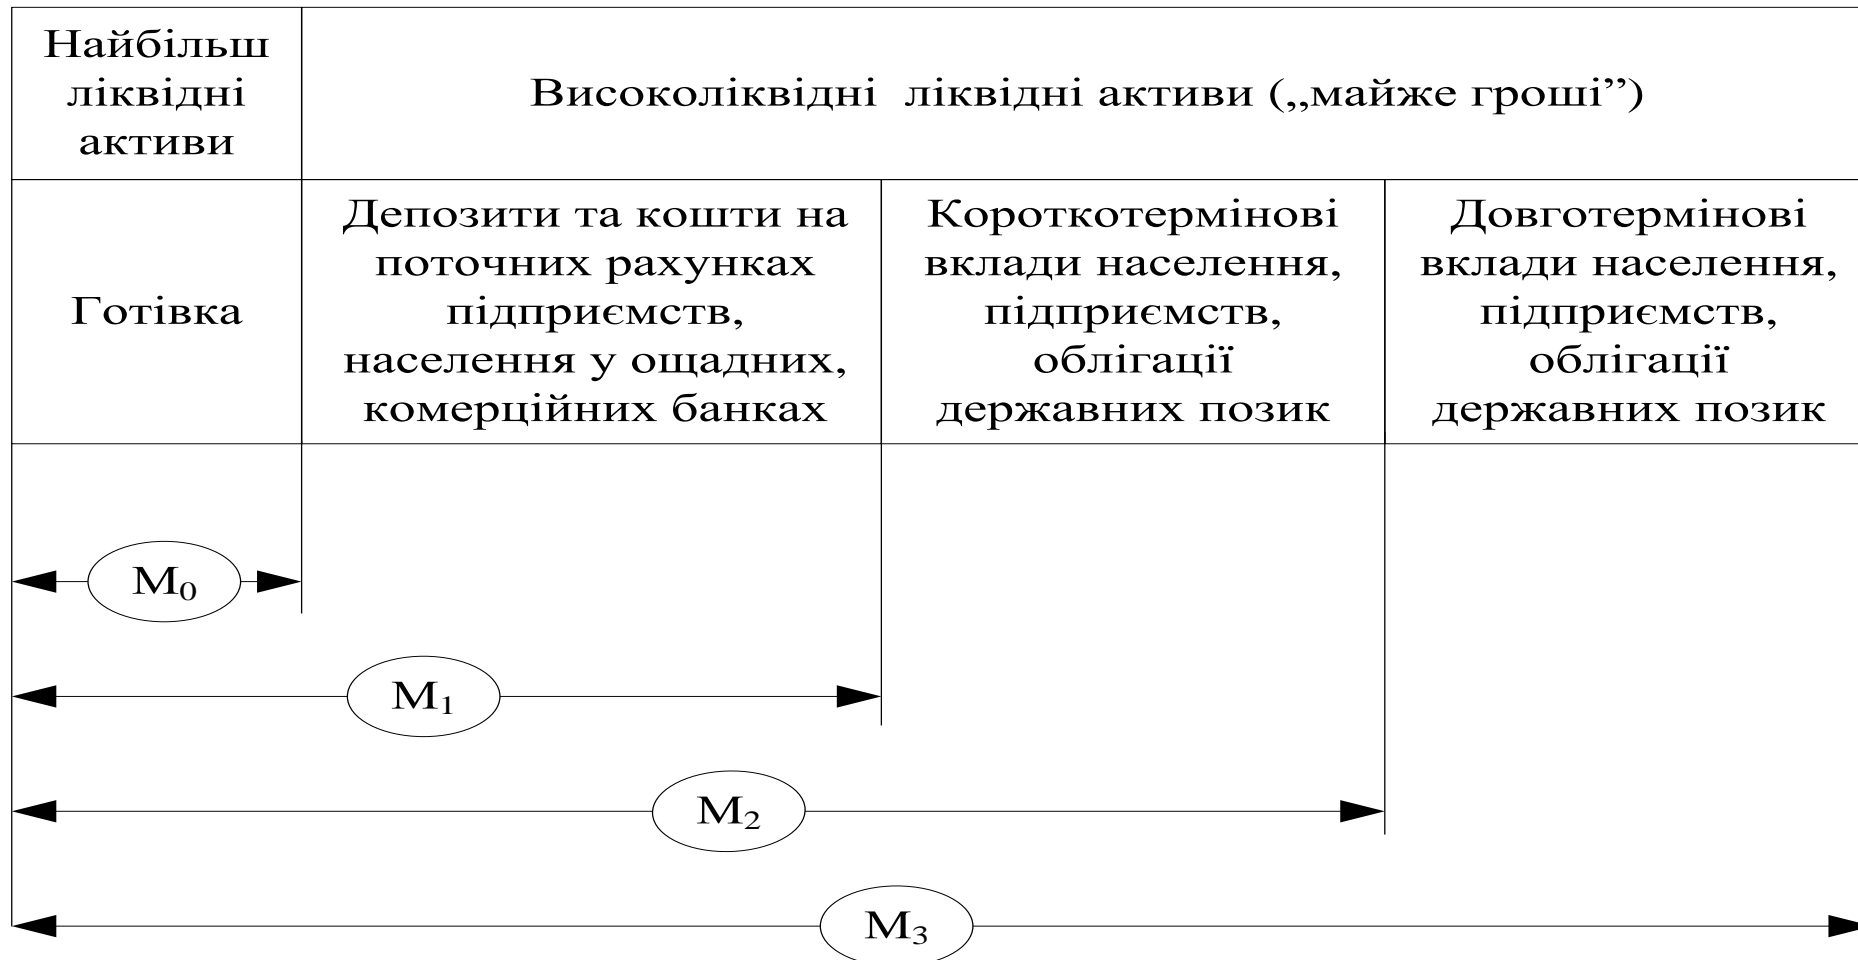 Найбільш
ліквідні
активи
Високоліквідні ліквідні активи („майже гроші”)
Готівка
Депозити та кошти на
поточних рахунках
підприємств,
населення у ощадних,
комерційних банках
Короткотермінові
вклади населення,
підприємств,
облігації
державних позик
Довготермінові
вклади населення,
підприємств,
облігації
державних позик
M₀
M₁
M₂
M₃